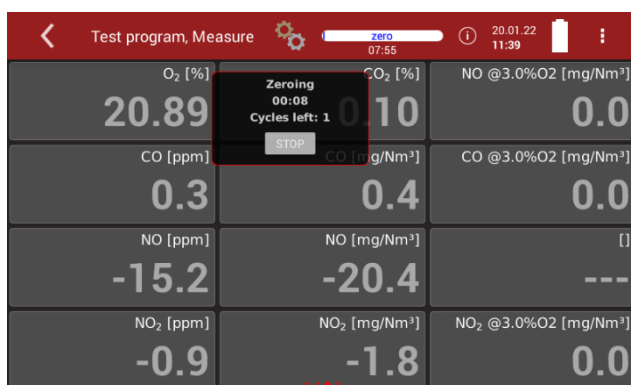 Test program, Measure
zero
07:55
20.01.22
11:39
O₂ [%]
20.89
CO₂ [%]
0.10
NO @3.0%O2 [mg/Nm³]
0.0
Zeroing
00:08
Cycles left: 1
STOP
CO [ppm]
0.3
CO [mg/Nm³]
0.4
CO @3.0%O2 [mg/Nm³]
0.0
NO [ppm]
-15.2
NO [mg/Nm³]
-20.4
[]
---
NO₂ [ppm]
-0.9
NO₂ [mg/Nm³]
-1.8
NO₂ @3.0%O2 [mg/Nm³]
0.0